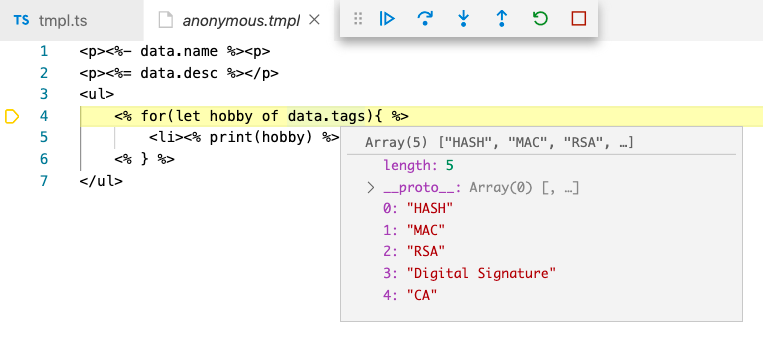 TS tmpl.ts anonymous.tmpl
1 <p><%- data.name %><p>
2 <p><%= data.desc %></p>
3 <ul>
4 <% for(let hobby of data.tags){ %>
5 <li><% print(hobby) %>
6 <% } %>
7 </ul>
Array(5) ["HASH", "MAC", "RSA", …]
length: 5
__proto__: Array(0) [, …]
0: "HASH"
1: "MAC"
2: "RSA"
3: "Digital Signature"
4: "CA"